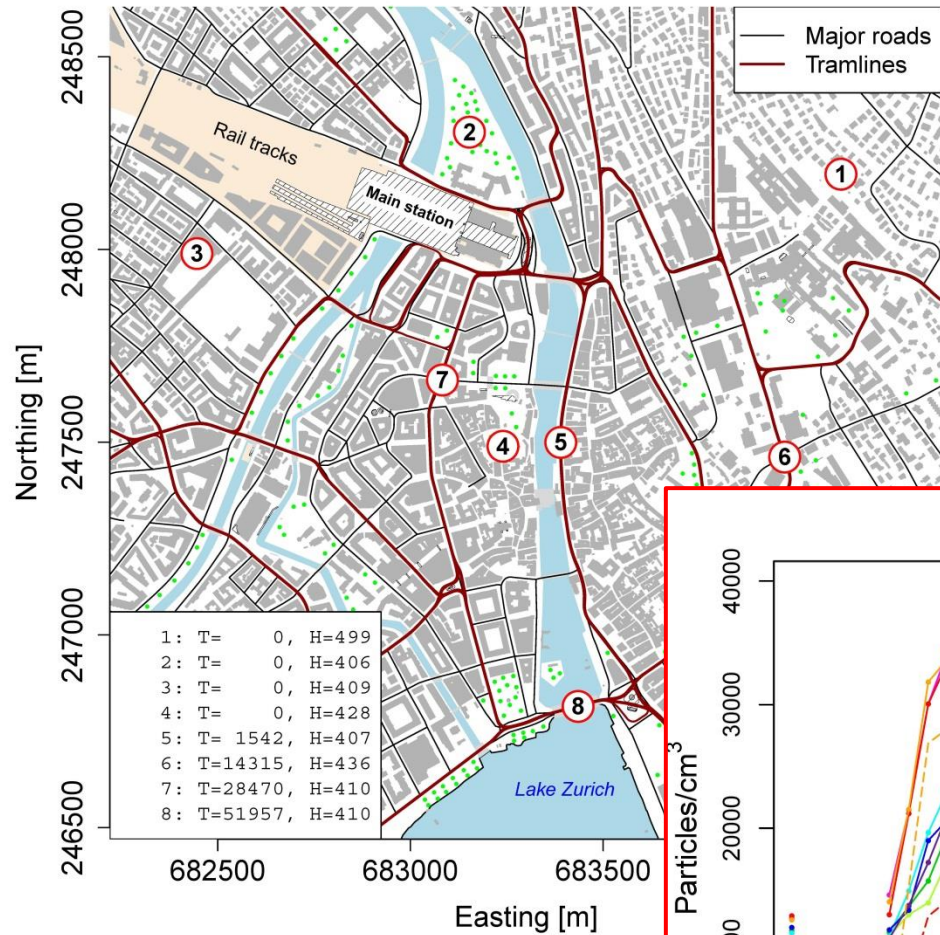 Major roads
Tramlines
Rail tracks
Main station
1
2
3
4
5
6
7
8
Lake Zurich
1: T= 0, H=499
2: T= 0, H=406
3: T= 0, H=409
4: T= 0, H=428
5: T= 1542, H=407
6: T=14315, H=436
7: T=28470, H=410
8: T=51957, H=410
Northing [m]
248500
248000
247500
247000
246500
682500
683000
683500
Easting [m]
Particles/cm³
40000
30000
20000